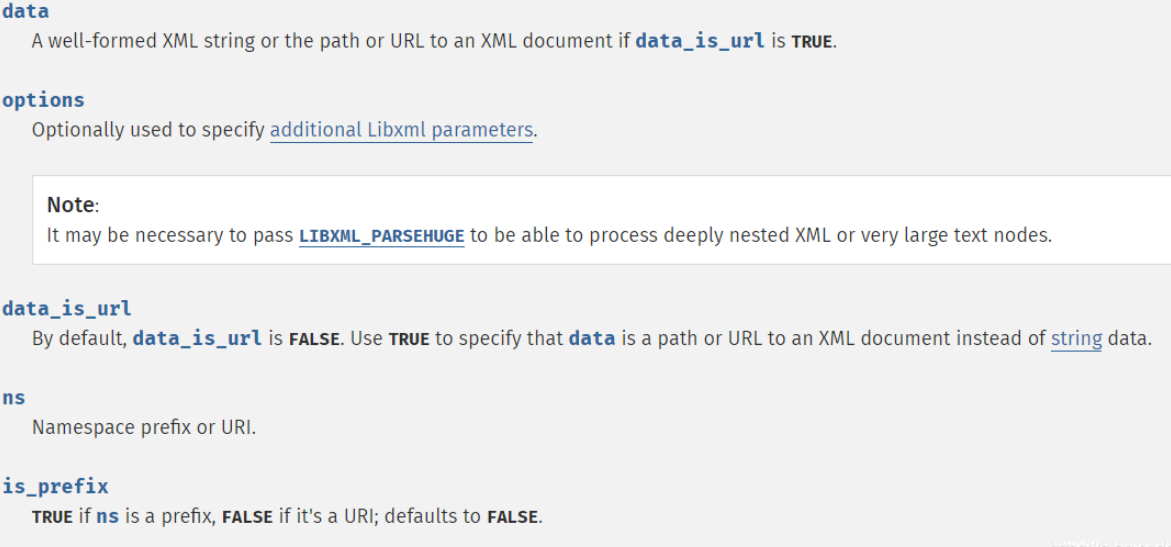 data
A well-formed XML string or the path or URL to an XML document if data_is_url is TRUE.
options
Optionally used to specify additional Libxml parameters.
Note:
It may be necessary to pass LIBXML_PARSEHUGE to be able to process deeply nested XML or very large text nodes.
data_is_url
By default, data_is_url is FALSE. Use TRUE to specify that data is a path or URL to an XML document instead of string data.
ns
Namespace prefix or URI.
is_prefix
TRUE if ns is a prefix, FALSE if it's a URI; defaults to FALSE.